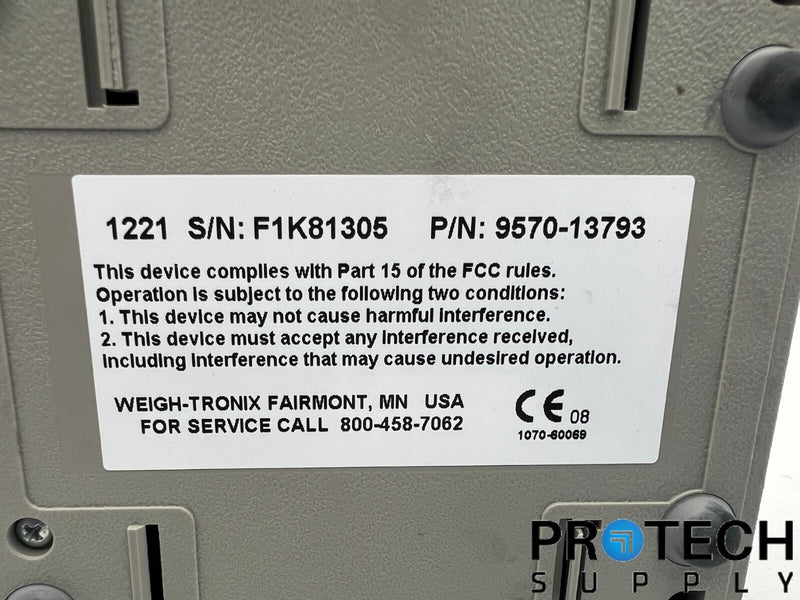 1221 S/N: F1K81305 P/N: 9570-13793
This device complies with Part 15 of the FCC rules.
Operation is subject to the following two conditions:
1. This device may not cause harmful interference.
2. This device must accept any interference received,
including interference that may cause undesired operation.
WEIGH-TRONIX FAIRMONT, MN USA
FOR SERVICE CALL 800-458-7062
CE 08
1070-60069
PROTECH
SUPPLY